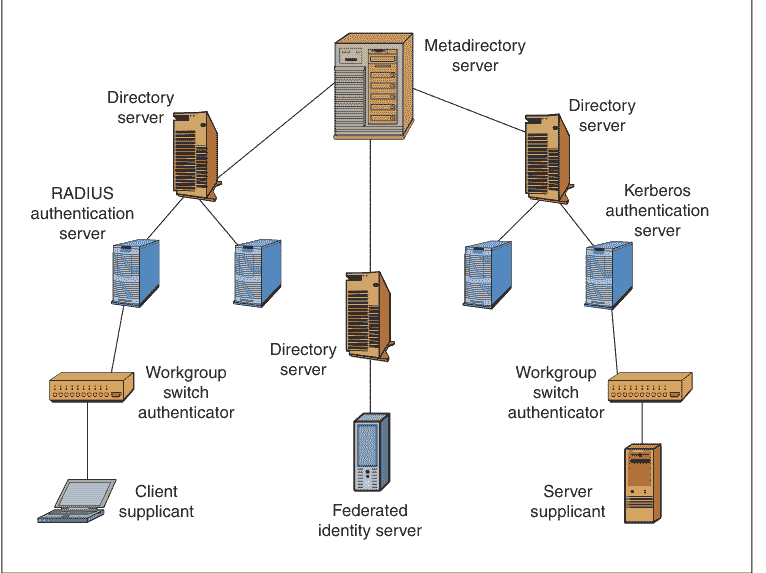 Metadirectory
server
Directory
server
Directory
server
RADIUS
authentication
server
Kerberos
authentication
server
Directory
server
Workgroup
switch
authenticator
Workgroup
switch
authenticator
Client
supplicant
Federated
identity server
Server
supplicant